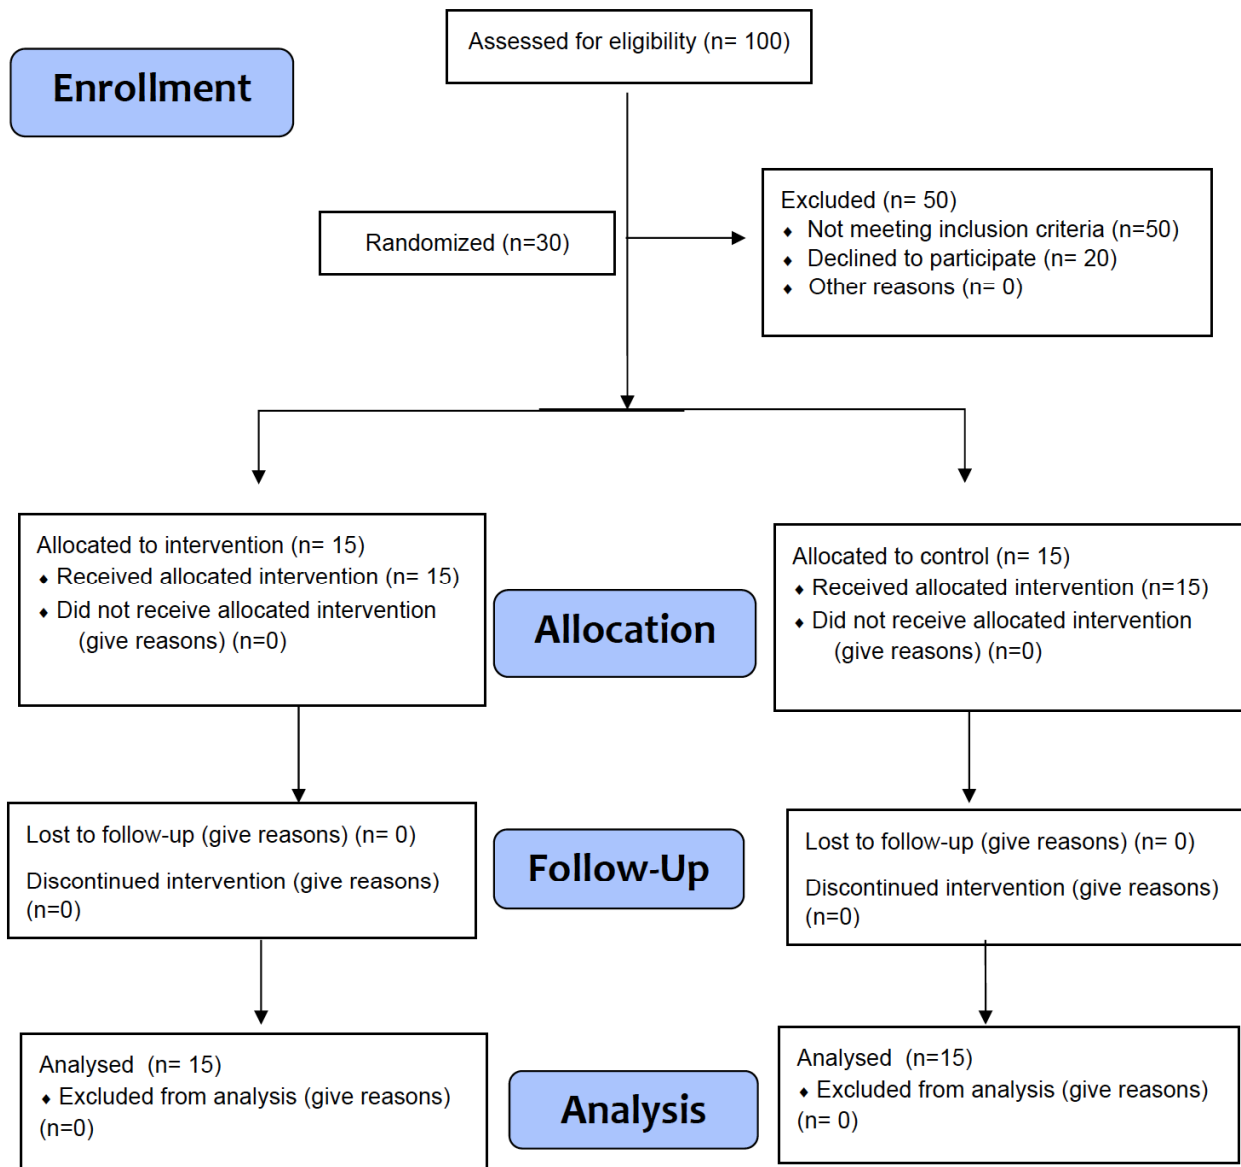 Assessed for eligibility (n= 100)
Enrollment
Excluded (n= 50)
⬧ Not meeting inclusion criteria (n=50)
⬧ Declined to participate (n= 20)
⬧ Other reasons (n= 0)
Randomized (n=30)
Allocated to intervention (n= 15)
⬧ Received allocated intervention (n= 15)
⬧ Did not receive allocated intervention
(give reasons) (n=0)
Allocation
Allocated to control (n= 15)
⬧ Received allocated intervention (n=15)
⬧ Did not receive allocated intervention
(give reasons) (n=0)
Lost to follow-up (give reasons) (n= 0)
Discontinued intervention (give reasons)
(n=0)
Follow-Up
Lost to follow-up (give reasons) (n= 0)
Discontinued intervention (give reasons)
(n=0)
Analysed (n= 15)
⬧ Excluded from analysis (give reasons)
(n=0)
Analysis
Analysed (n=15)
⬧ Excluded from analysis (give reasons)
(n= 0)